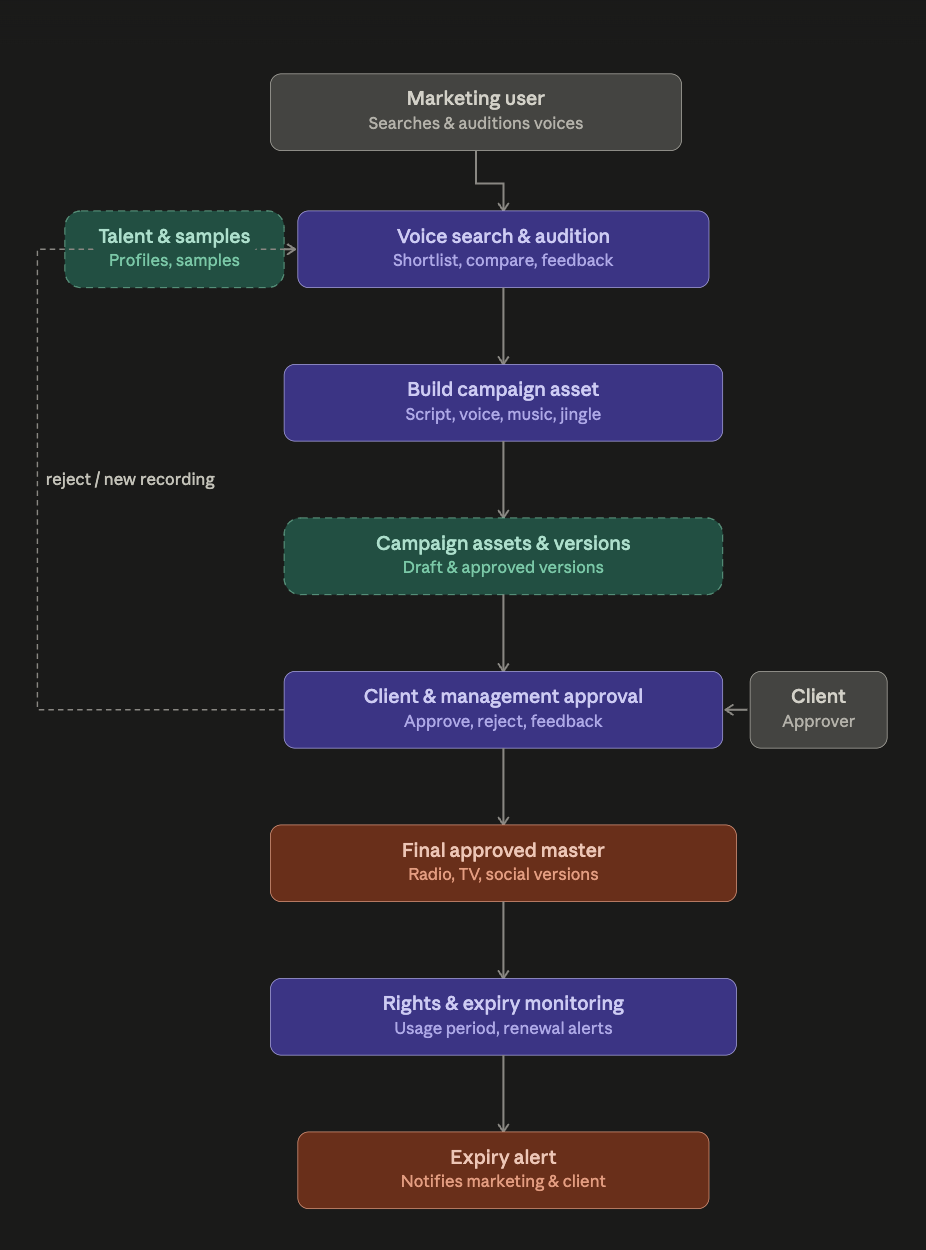 Marketing user
Searches & auditions voices
Talent & samples
Profiles, samples
Voice search & audition
Shortlist, compare, feedback
Build campaign asset
Script, voice, music, jingle
reject / new recording
Campaign assets & versions
Draft & approved versions
Client & management approval
Approve, reject, feedback
Client
Approver
Final approved master
Radio, TV, social versions
Rights & expiry monitoring
Usage period, renewal alerts
Expiry alert
Notifies marketing & client